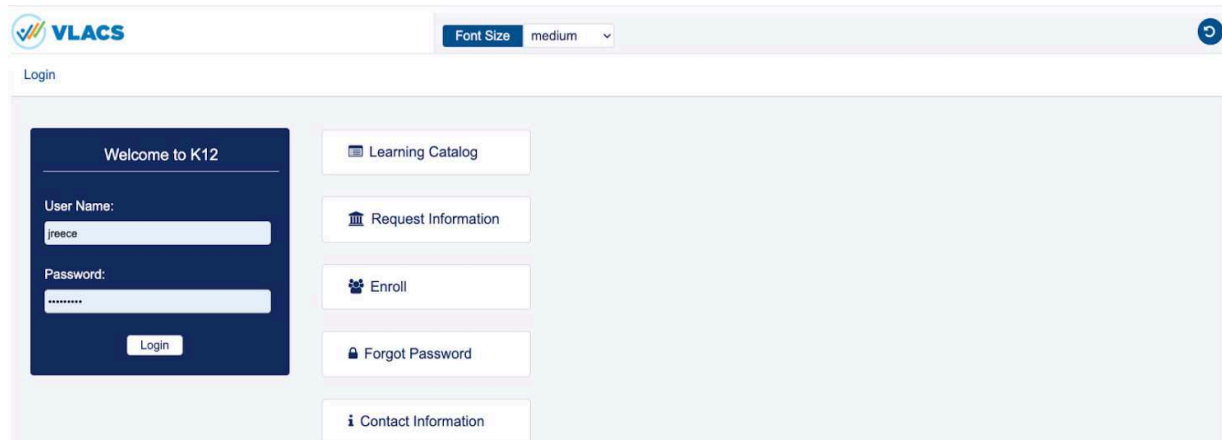 VLACS
Font Size medium
Login
Welcome to K12
User Name:
jreece
Password:
•••••••••
Login
Learning Catalog
Request Information
Enroll
Forgot Password
Contact Information